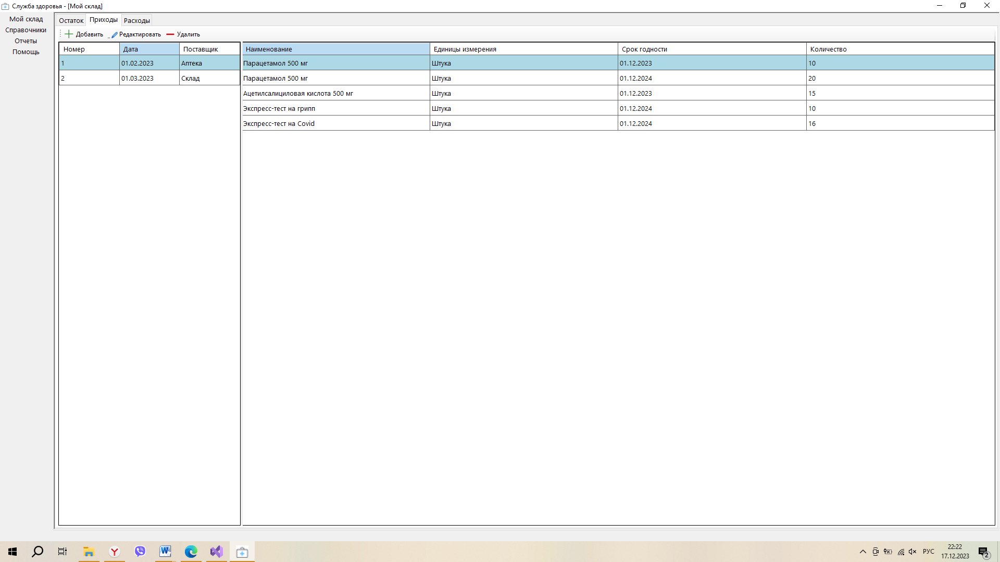 Служба здоровья - [Мой склад]
Мой склад
Справочники
Отчеты
Помощь
Остаток Приходы Расходы
Добавить Редактировать Удалить
Номер Дата Поставщик
1 01.02.2023 Аптека
2 01.03.2023 Склад
Наименование Единицы измерения Срок годности Количество
Парацетамол 500 мг Штука 01.12.2023 10
Парацетамол 500 мг Штука 01.12.2024 20
Ацетилсалициловая кислота 500 мг Штука 01.12.2023 15
Экспресс-тест на грипп Штука 01.12.2024 10
Экспресс-тест на Covid Штука 01.12.2024 16
РУС
22:22
17.12.2023
2